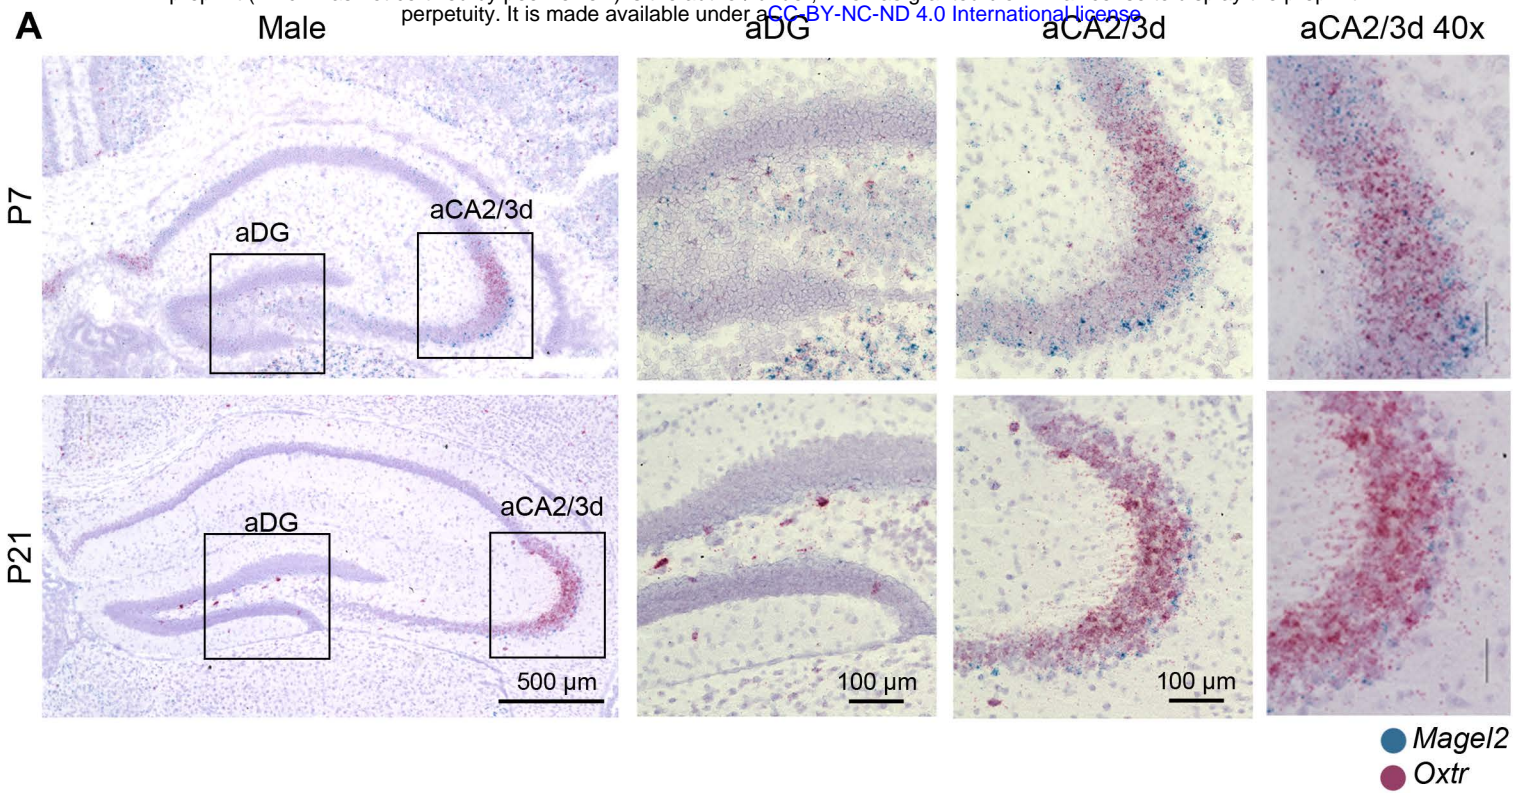 perpetuity. It is made available under aCC-BY-NC-ND 4.0 International license
A Male aDG aCA2/3d aCA2/3d 40x
P7
aDG
aCA2/3d
P21
aDG
aCA2/3d
500 µm
100 µm
100 µm
Magel2
Oxtr